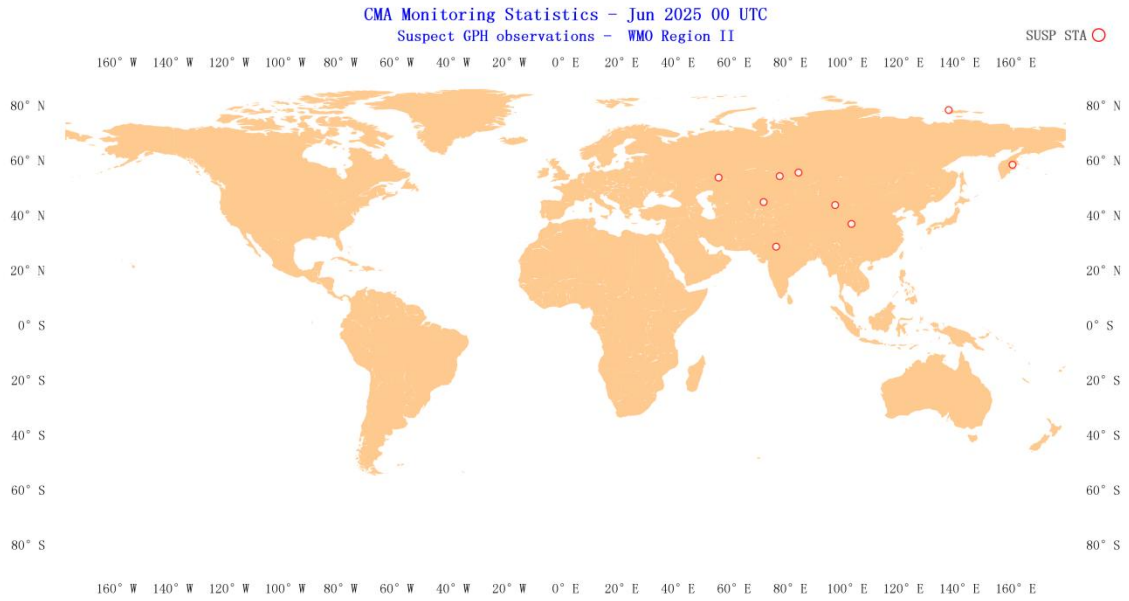 CMA Monitoring Statistics - Jun 2025 00 UTC
Suspect GPH observations - WMO Region II
SUSP STA
160° W 140° W 120° W 100° W 80° W 60° W 40° W 20° W 0° E 20° E 40° E 60° E 80° E 100° E 120° E 140° E 160° E
80° N 80° N
60° N 60° N
40° N 40° N
20° N 20° N
0° S 0° S
20° S 20° S
40° S 40° S
60° S 60° S
80° S 80° S
160° W 140° W 120° W 100° W 80° W 60° W 40° W 20° W 0° E 20° E 40° E 60° E 80° E 100° E 120° E 140° E 160° E